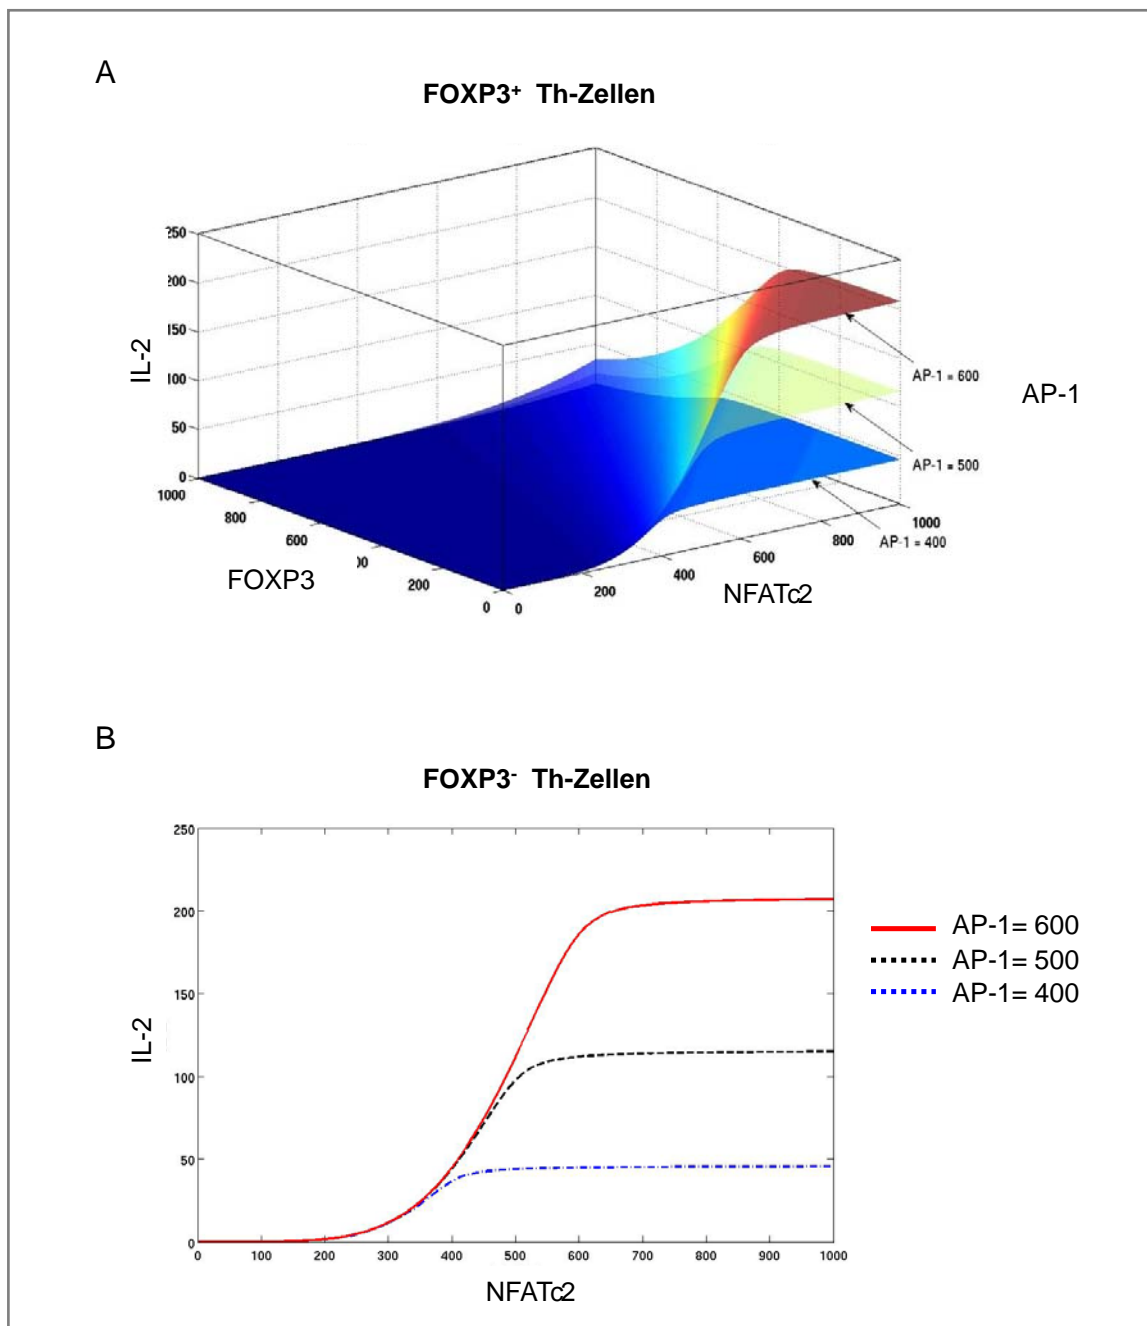 A
FOXP3⁺ Th-Zellen
250
200
150
100
50
0
IL-2
1000
800
600
00
200
0
FOXP3
0
200
400
600
800
1000
NFATc2
AP-1 = 600
AP-1 = 500
AP-1 = 400
AP-1
B
FOXP3⁻ Th-Zellen
250
200
150
100
50
0
IL-2
0 100 200 300 400 500 600 700 800 900 1000
NFATc2
AP-1= 600
AP-1= 500
AP-1= 400